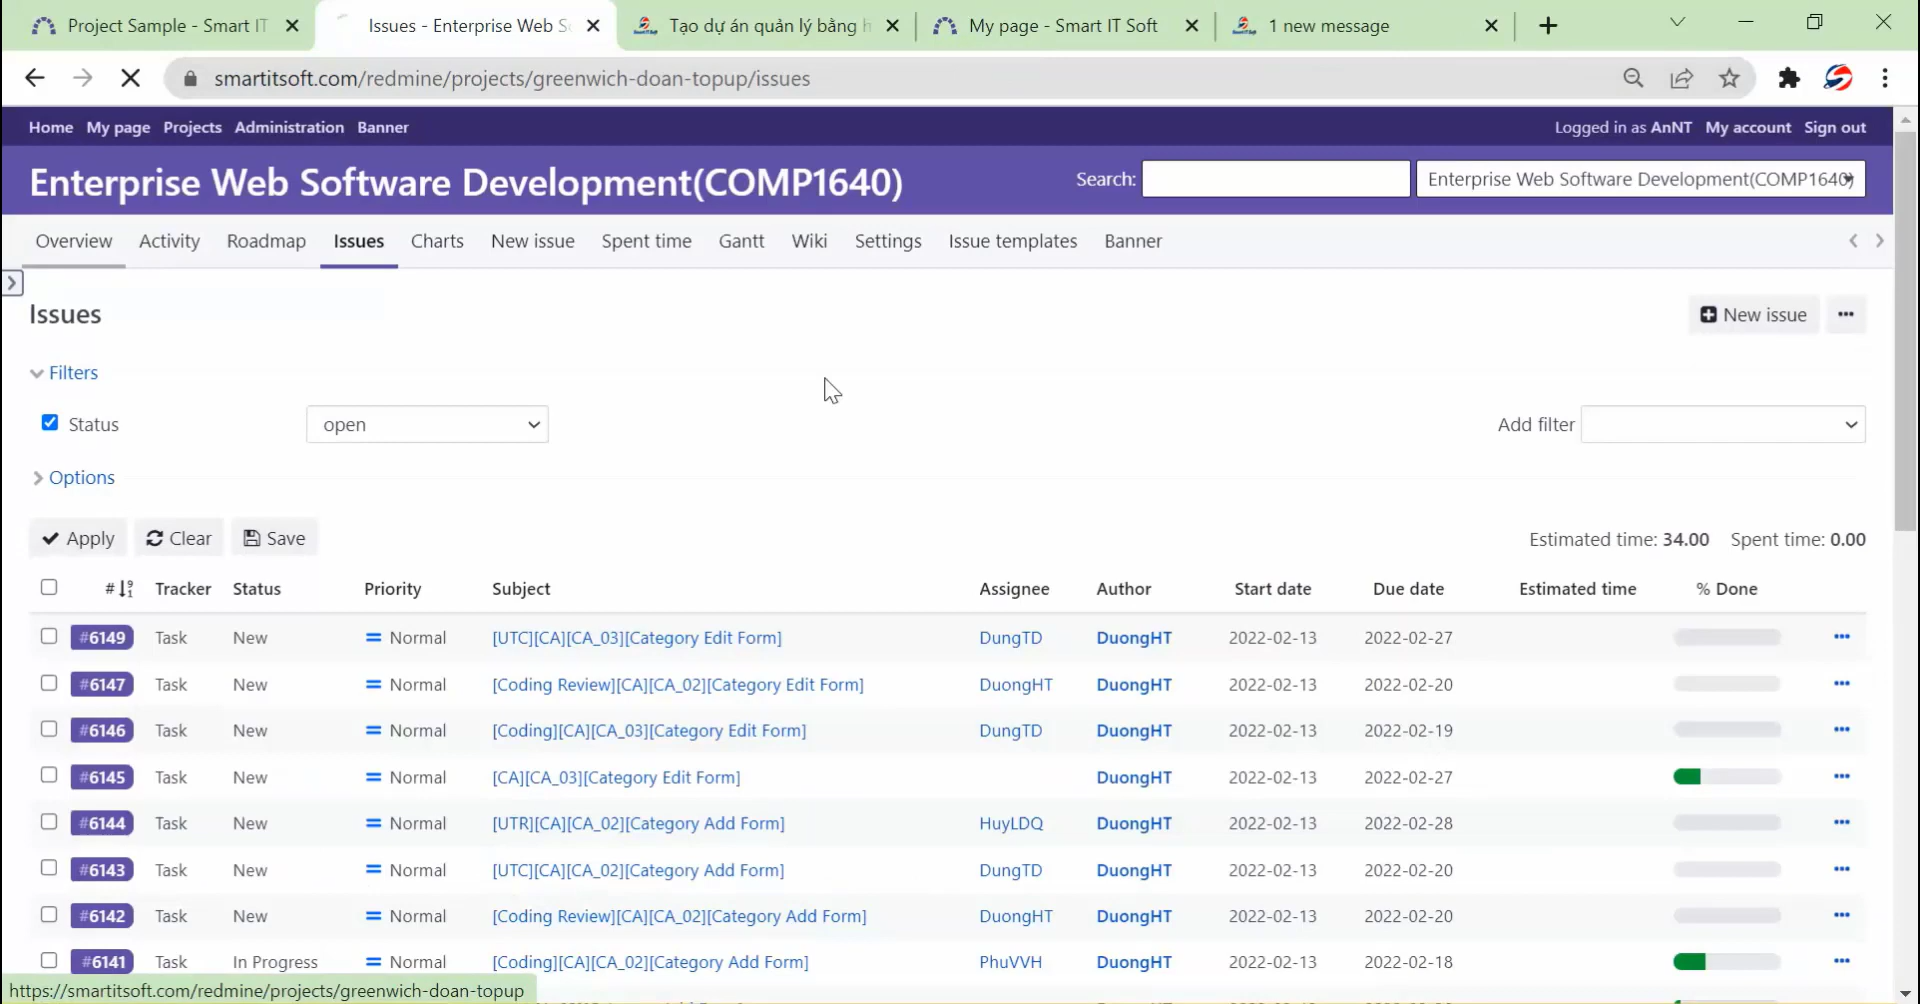 Project Sample - Smart IT
Issues - Enterprise Web S
Tạo dự án quản lý bằng h
My page - Smart IT Soft
1 new message
smartitsoft.com/redmine/projects/greenwich-doan-topup/issues
Home My page Projects Administration Banner
Logged in as AnNT My account Sign out
Enterprise Web Software Development(COMP1640)
Search:
Enterprise Web Software Development(COMP1640)
Overview Activity Roadmap Issues Charts New issue Spent time Gantt Wiki Settings Issue templates Banner
Issues
New issue
Filters
Status open
Add filter
Options
Apply Clear Save
Estimated time: 34.00 Spent time: 0.00
# Tracker Status Priority Subject Assignee Author Start date Due date Estimated time % Done
#6149 Task New Normal [UTC][CA][CA_03][Category Edit Form] DungTD DuongHT 2022-02-13 2022-02-27
#6147 Task New Normal [Coding Review][CA][CA_02][Category Edit Form] DuongHT DuongHT 2022-02-13 2022-02-20
#6146 Task New Normal [Coding][CA][CA_03][Category Edit Form] DungTD DuongHT 2022-02-13 2022-02-19
#6145 Task New Normal [CA][CA_03][Category Edit Form] DuongHT 2022-02-13 2022-02-27
#6144 Task New Normal [UTR][CA][CA_02][Category Add Form] HuyLDQ DuongHT 2022-02-13 2022-02-28
#6143 Task New Normal [UTC][CA][CA_02][Category Add Form] DungTD DuongHT 2022-02-13 2022-02-20
#6142 Task New Normal [Coding Review][CA][CA_02][Category Add Form] DuongHT DuongHT 2022-02-13 2022-02-20
#6141 Task In Progress Normal [Coding][CA][CA_02][Category Add Form] PhuVVH DuongHT 2022-02-13 2022-02-18
https://smartitsoft.com/redmine/projects/greenwich-doan-topup